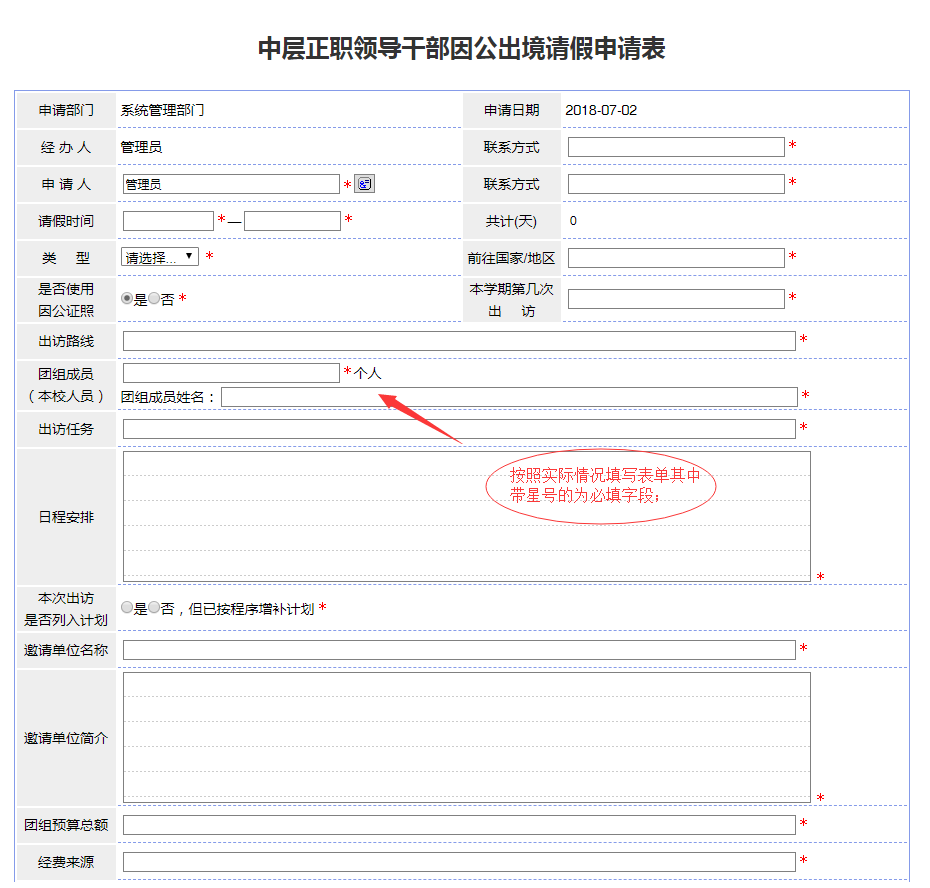 中层正职领导干部因公出境请假申请表
申请部门 系统管理部门 申请日期 2018-07-02
经 办 人 管理员 联系方式 *
申 请 人 管理员 * 联系方式 *
请假时间 *— * 共计(天) 0
类 型 请选择... * 前往国家/地区 *
是否使用
因公证照 是 否 * 本学期第几次
出 访 *
出访路线 *
团组成员
（本校人员） *个人
团组成员姓名： *
出访任务 *
按照实际情况填写表单其中
带星号的为必填字段；
日程安排 *
本次出访
是否列入计划 是 否，但已按程序增补计划 *
邀请单位名称 *
邀请单位简介 *
团组预算总额 *
经费来源 *